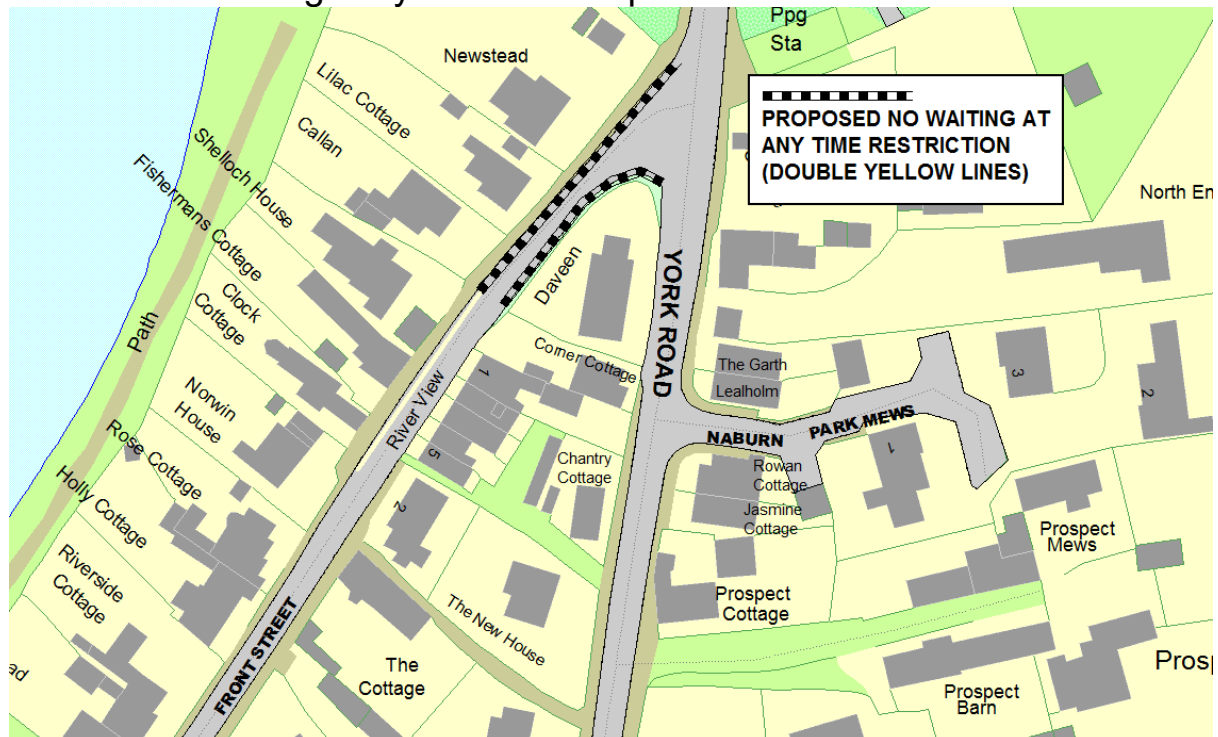 Ppg
Sta
Newstead
PROPOSED NO WAITING AT
ANY TIME RESTRICTION
(DOUBLE YELLOW LINES)
Lilac Cottage
Callan
Shelloch House
Fishermans Cottage
North En
Clock
Cottage
Daveen
YORK ROAD
Path
Norwin
House
River View
1
5
Corner Cottage
The Garth
Lealholm
3
2
NABURN PARK MEWS
1
Rose Cottage
Holly Cottage
Riverside
Cottage
2
Chantry
Cottage
Rowan
Cottage
Jasmine
Cottage
Prospect
Mews
Prospect
Cottage
The New House
FRONT STREET
The
Cottage
Prospect
Barn
Prosp
ad